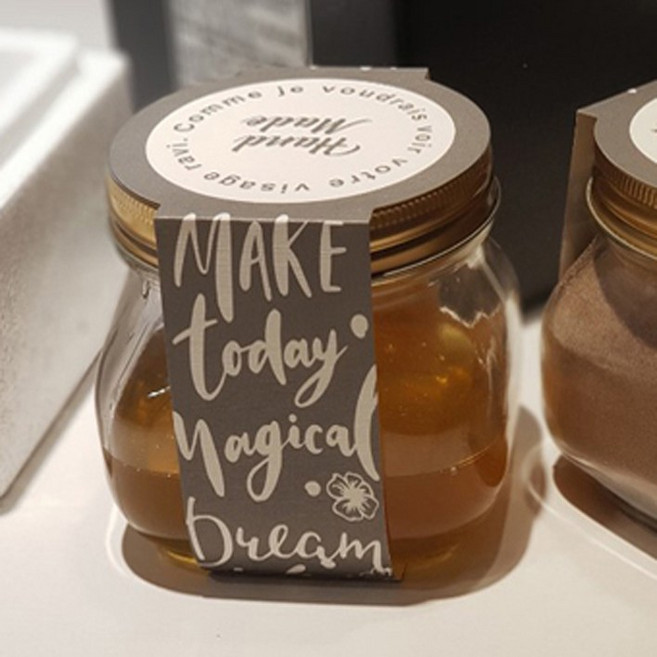 Comme je voudrais voir votre visage ravi.
Hand
Made
MAKE
today
Magical
Dream